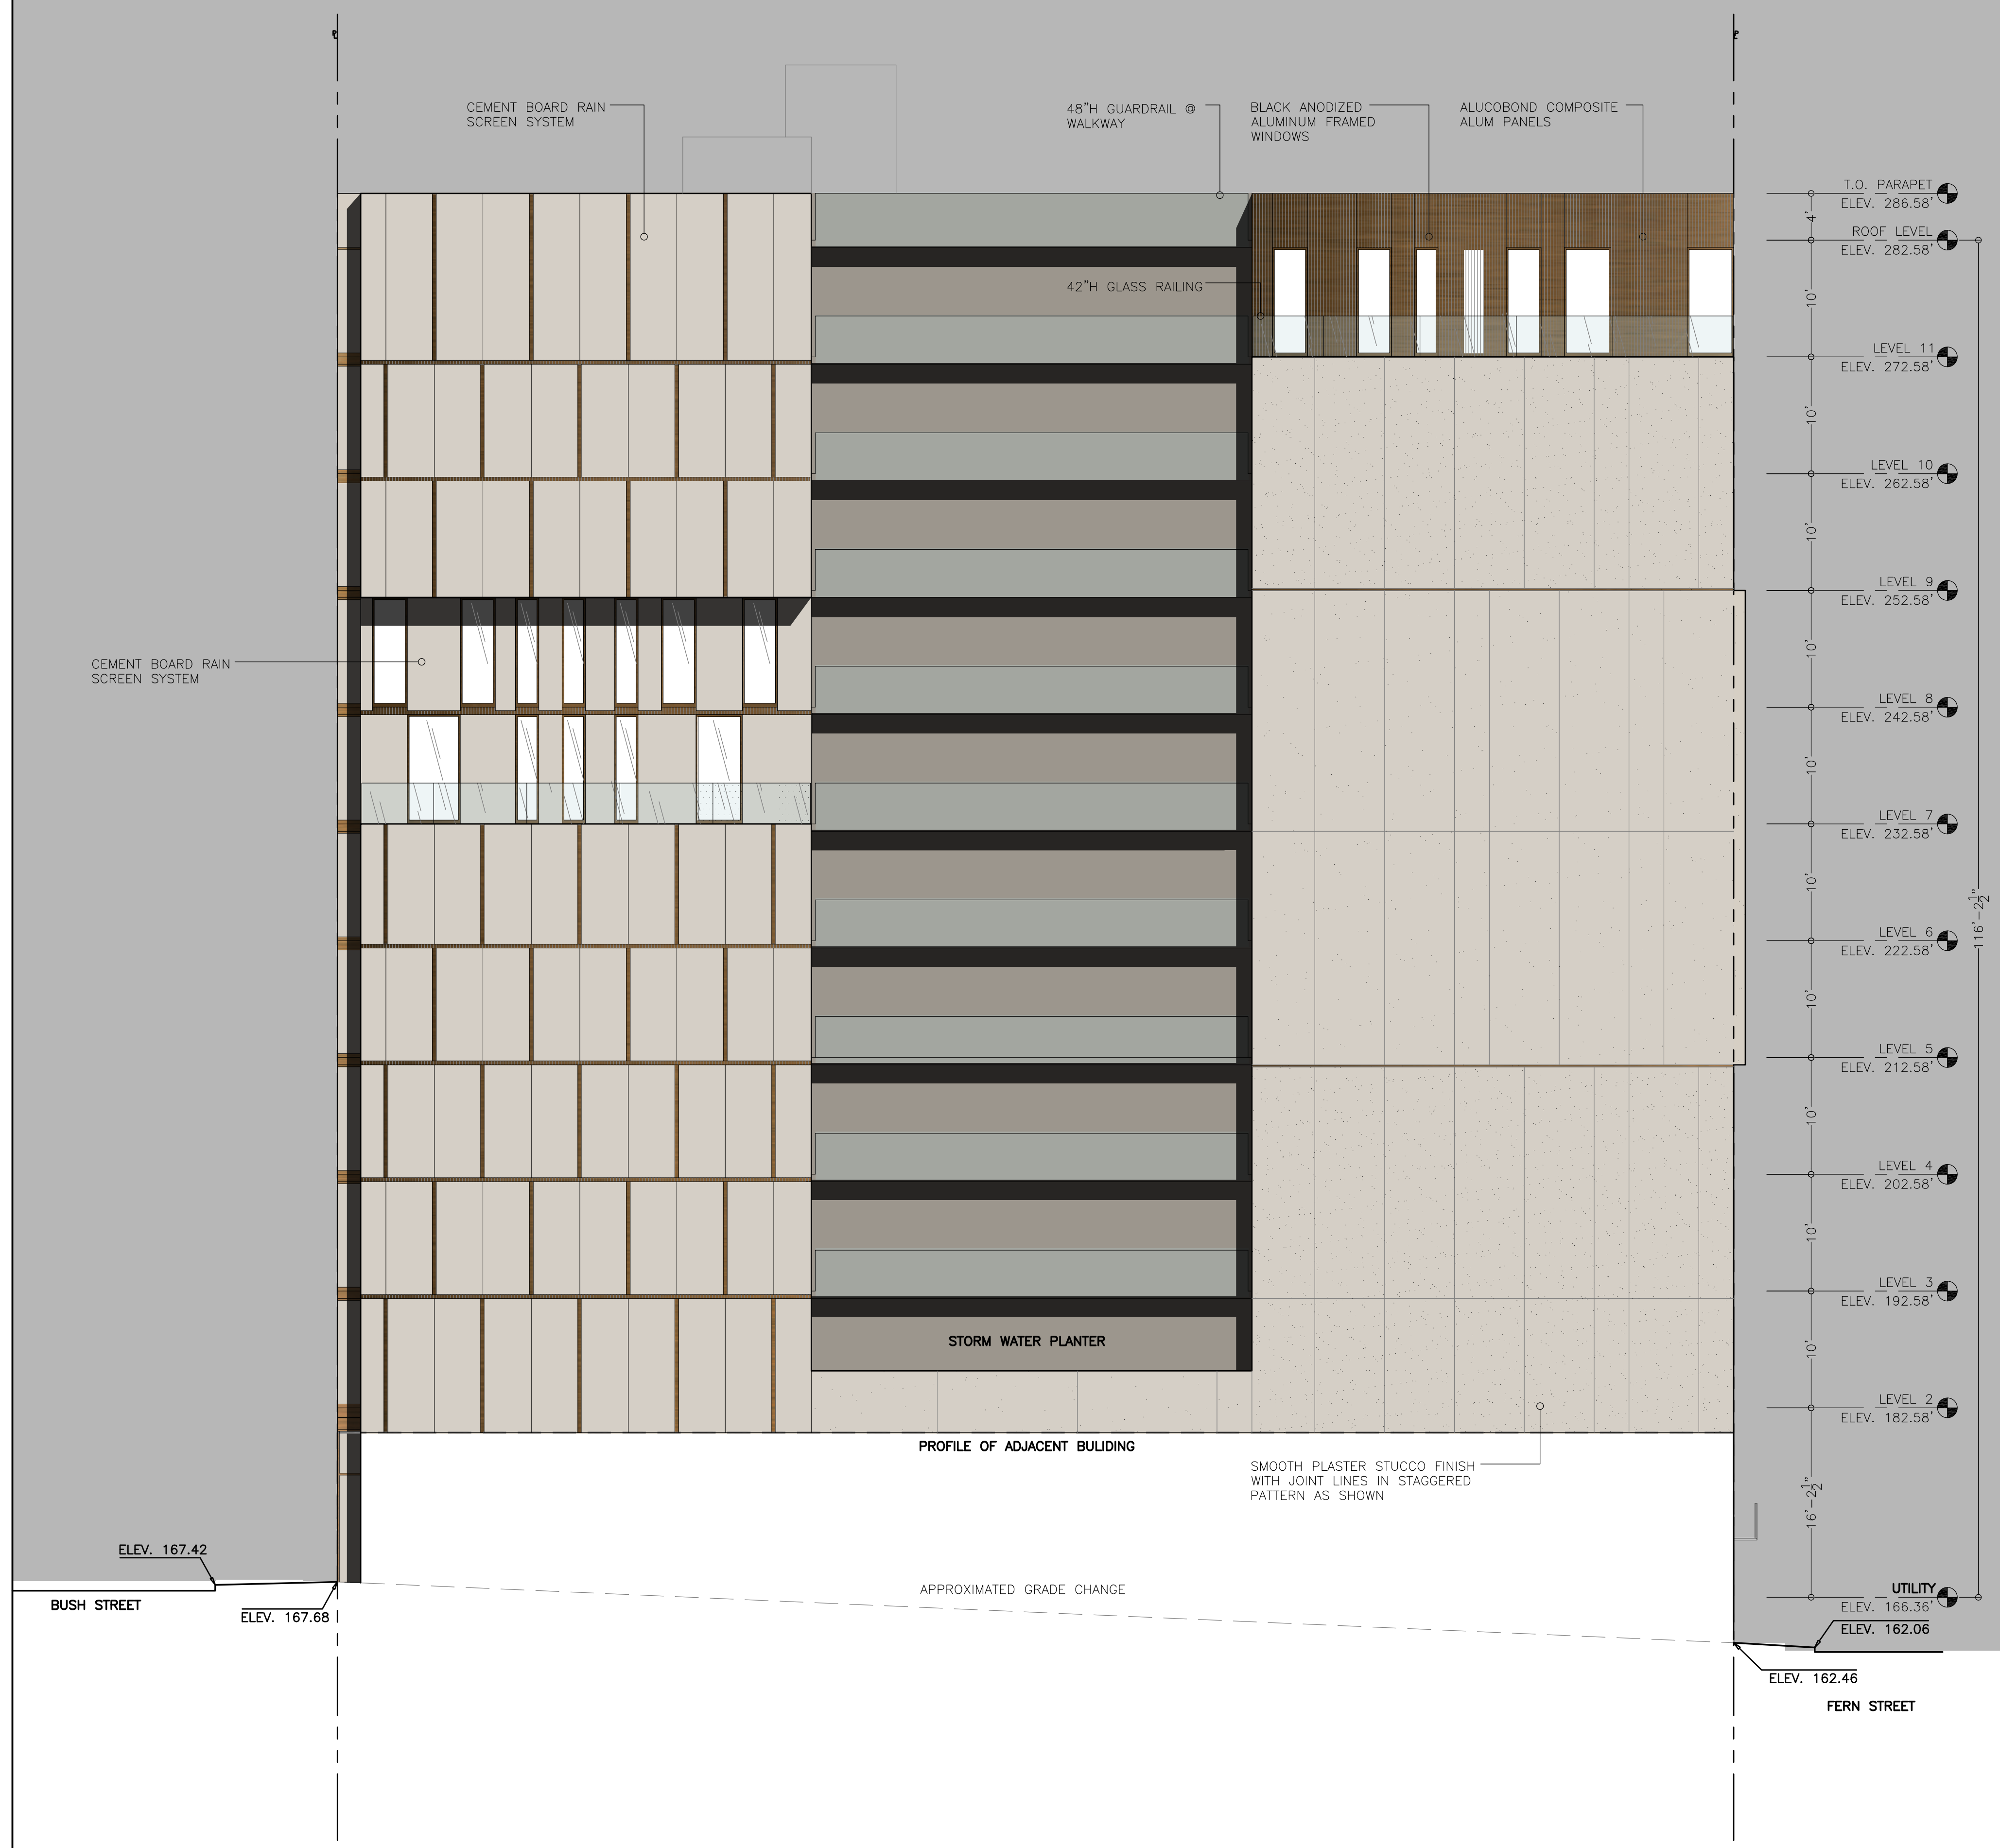 CEMENT BOARD RAIN
SCREEN SYSTEM
48"H GUARDRAIL @
WALKWAY
BLACK ANODIZED
ALUMINUM FRAMED
WINDOWS
ALUCOBOND COMPOSITE
ALUM PANELS
42"H GLASS RAILING
CEMENT BOARD RAIN
SCREEN SYSTEM
T.O. PARAPET
ELEV. 286.58'
4'
ROOF LEVEL
ELEV. 282.58'
10'
LEVEL 11
ELEV. 272.58'
10'
LEVEL 10
ELEV. 262.58'
10'
LEVEL 9
ELEV. 252.58'
10'
LEVEL 8
ELEV. 242.58'
10'
LEVEL 7
ELEV. 232.58'
10'
116'-2 1/2"
LEVEL 6
ELEV. 222.58'
10'
LEVEL 5
ELEV. 212.58'
10'
LEVEL 4
ELEV. 202.58'
10'
LEVEL 3
ELEV. 192.58'
10'
LEVEL 2
ELEV. 182.58'
16'-2 1/2"
UTILITY
ELEV. 166.36'
STORM WATER PLANTER
PROFILE OF ADJACENT BULIDING
SMOOTH PLASTER STUCCO FINISH
WITH JOINT LINES IN STAGGERED
PATTERN AS SHOWN
ELEV. 167.42
BUSH STREET
ELEV. 167.68
APPROXIMATED GRADE CHANGE
ELEV. 162.06
ELEV. 162.46
FERN STREET